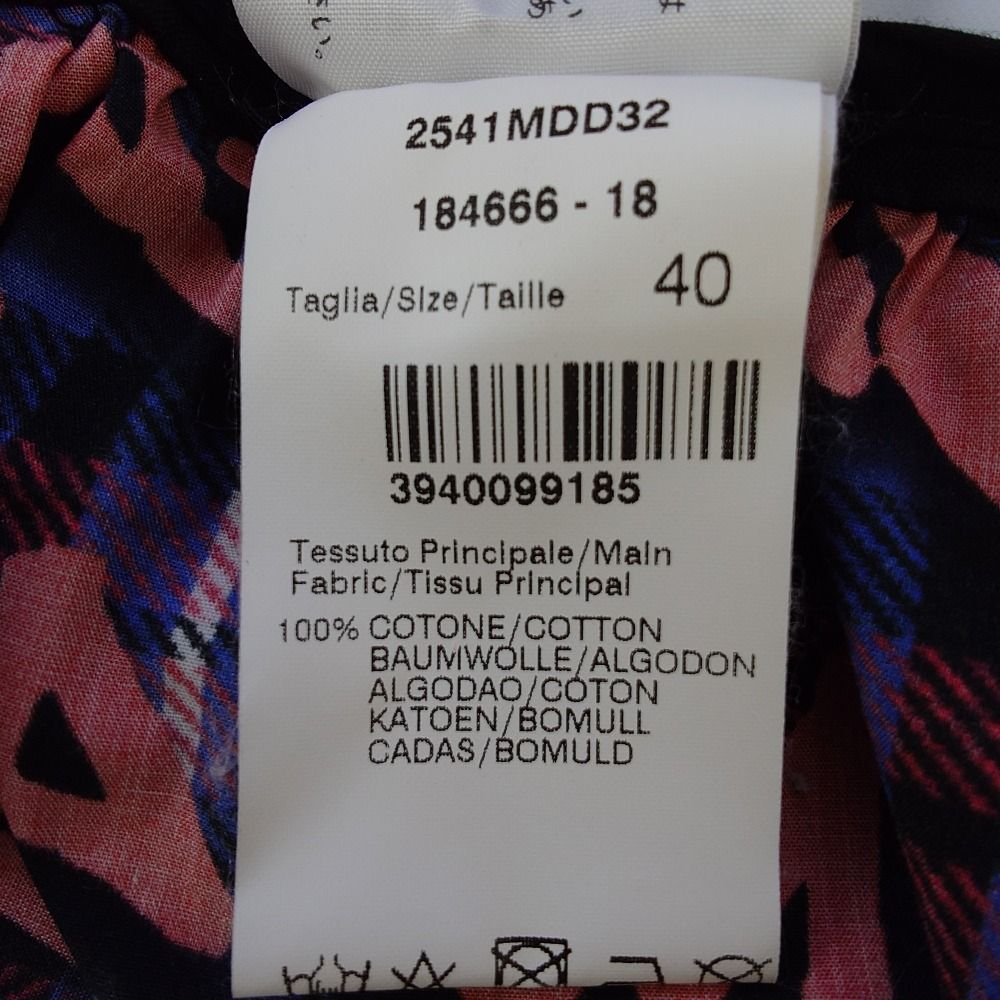 2541MDD32
184666 - 18
Taglia/Size/Taille 40
3940099185
Tessuto Principale/Main
Fabric/Tissu Principal
100% COTONE/COTTON
BAUMWOLLE/ALGODON
ALGODAO/COTON
KATOEN/BOMULL
CADAS/BOMULD